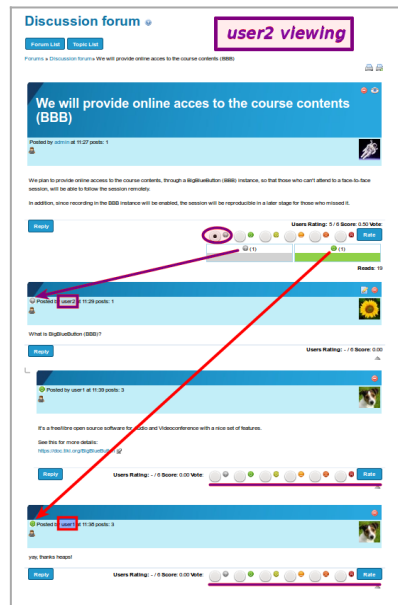 Discussion forum
user2 viewing
Forum List Topic List
Forums » Discussion forum» We will provide online acces to the course contents (BBB)
We will provide online acces to the course contents
(BBB)
Posted by admin at 11:27 posts: 1
We plan to provide online access to the course contents, through a BigBlueButton (BBB) instance, so that those who can't attend to a face-to-face
session, will be able to follow the session remotely.
In addition, since recording in the BBB instance will be enabled, the session will be reproducible in a later stage for those who missed it.
Reply
Users Rating: 5 / 6 Score: 0.50 Vote:
Rate
(1) (1)
Reads: 19
Posted by user2 at 11:29 posts: 1
What is BigBlueButton (BBB)?
Reply Users Rating: - / 6 Score: 0.00
Posted by user1 at 11:39 posts: 3
It's a free/libre open source software for Audio and Videoconference with a nice set of features.
See this for more details:
https://doc.tiki.org/BigBlueButton
Reply Users Rating: - / 6 Score: 0.00 Vote: Rate
Posted by user1 at 11:38 posts: 3
yay, thanks heaps!
Reply Users Rating: - / 6 Score: 0.00 Vote: Rate